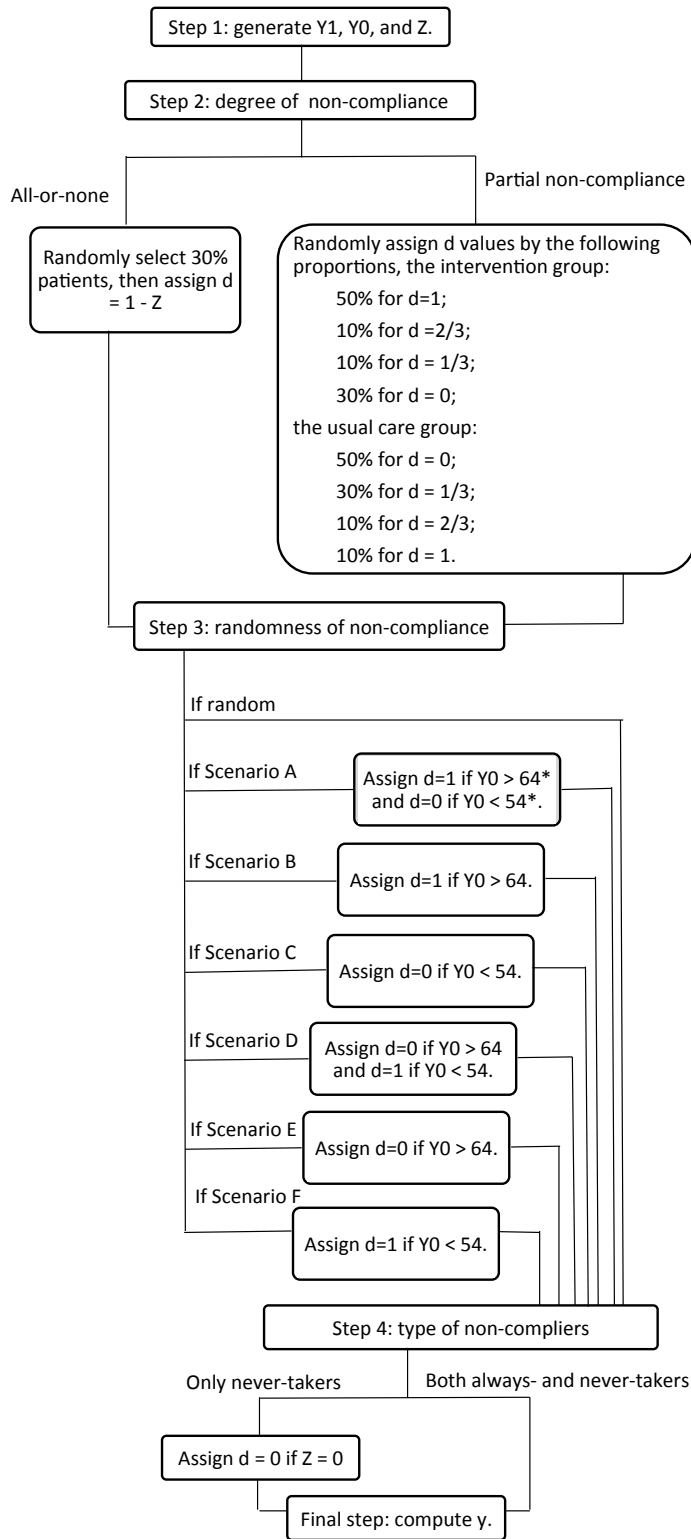 Step 1: generate Y1, Y0, and Z.
Step 2: degree of non-compliance
All-or-none
Partial non-compliance
Randomly select 30%
patients, then assign d
= 1 - Z
Randomly assign d values by the following
proportions, the intervention group:
50% for d=1;
10% for d =2/3;
10% for d = 1/3;
30% for d = 0;
the usual care group:
50% for d = 0;
30% for d = 1/3;
10% for d = 2/3;
10% for d = 1.
Step 3: randomness of non-compliance
If random
If Scenario A
Assign d=1 if Y0 > 64*
and d=0 if Y0 < 54*.
If Scenario B
Assign d=1 if Y0 > 64.
If Scenario C
Assign d=0 if Y0 < 54.
If Scenario D
Assign d=0 if Y0 > 64
and d=1 if Y0 < 54.
If Scenario E
Assign d=0 if Y0 > 64.
If Scenario F
Assign d=1 if Y0 < 54.
Step 4: type of non-compliers
Only never-takers
Both always- and never-takers
Assign d = 0 if Z = 0
Final step: compute y.